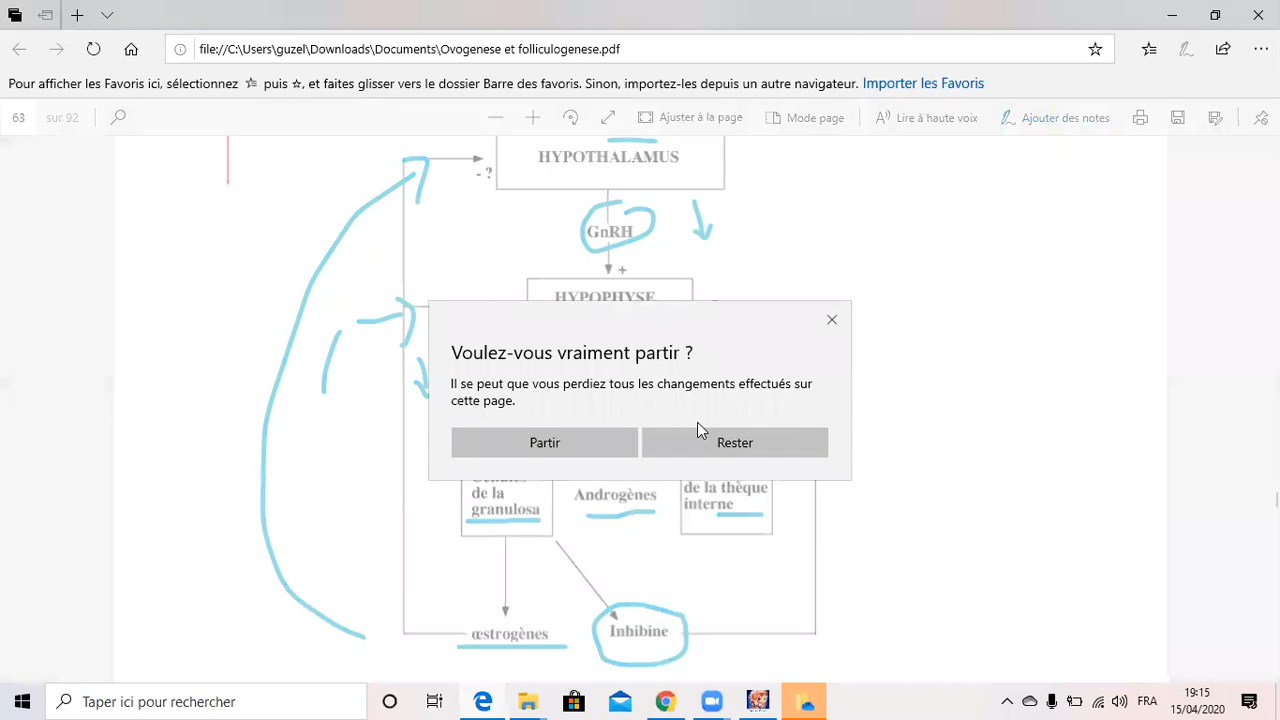 file://C:\Users\guzel\Downloads\Documents\Ovogenese et folliculogenese.pdf
Pour afficher les Favoris ici, sélectionnez puis ☆, et faites glisser vers le dossier Barre des favoris. Sinon, importez-les depuis un autre navigateur. Importer les Favoris
63 sur 92 Ajuster à la page Mode page Lire à haute voix Ajouter des notes
HYPOTHALAMUS
- ?
GnRH
+
HYPOPHYSE
Voulez-vous vraiment partir ?
Il se peut que vous perdiez tous les changements effectués sur
cette page.
Partir Rester
Cellules
de la
granulosa
Androgènes
de la thèque
interne
œstrogènes
Inhibine
Taper ici pour rechercher
FRA
19:15
15/04/2020